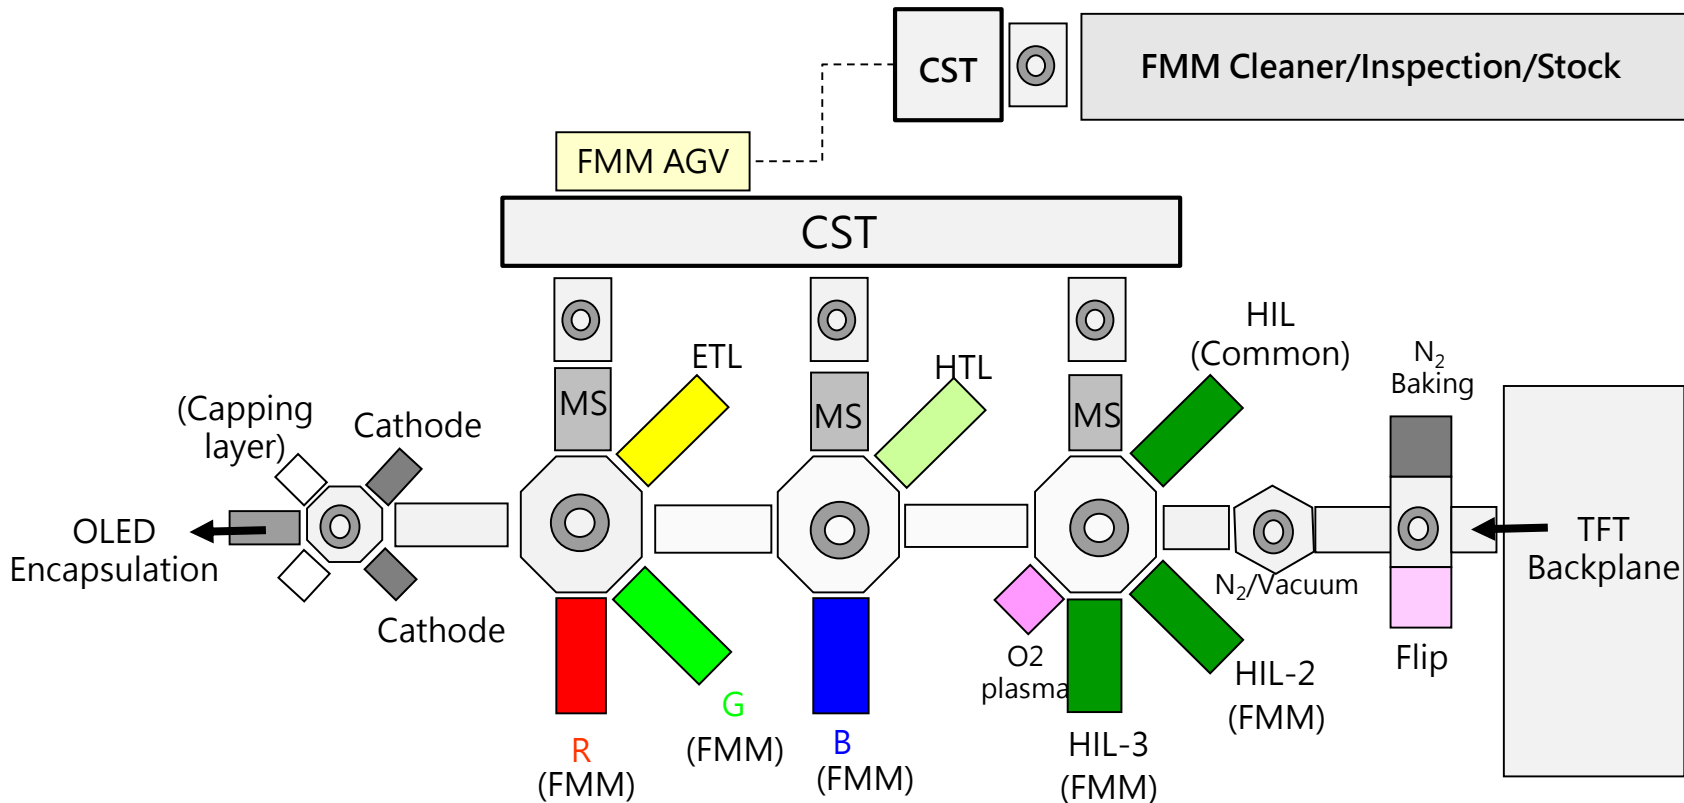 CST
FMM Cleaner/Inspection/Stock
FMM AGV
CST
ETL
MS
HTL
MS
HIL
(Common)
MS
N₂
Baking
(Capping
layer)
Cathode
OLED
Encapsulation
Cathode
TFT
Backplane
N₂/Vacuum
Flip
O2
plasma
HIL-2
(FMM)
G
(FMM)
R
(FMM)
B
(FMM)
HIL-3
(FMM)